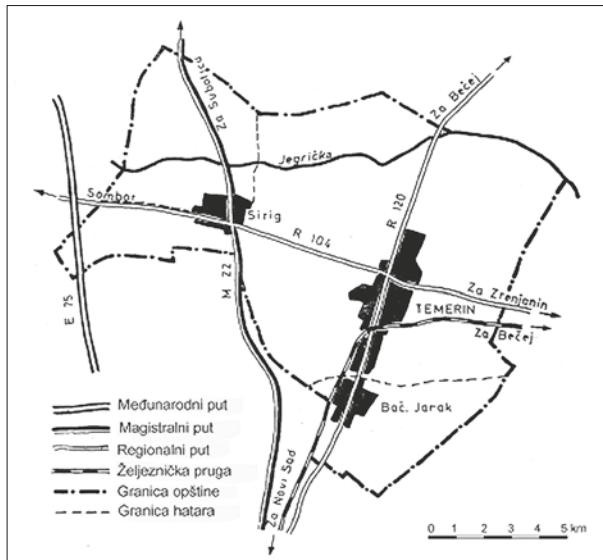 Za Suboticu
Za Bečej
Jegrička
Sombor
Sirig
R 104
R 120
M 22
E 75
Za Zrenjanin
TEMERIN
Za Bečej
Bač. Jarak
Za Novi Sad
Međunarodni put
Magistralni put
Regionalni put
Željeznička pruga
Granica opštine
Granica hatara
0 1 2 3 4 5 km